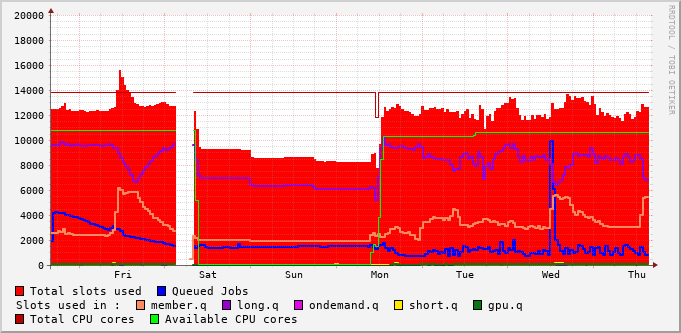 RRDTOOL / TOBI OETIKER
20000
18000
16000
14000
12000
10000
8000
6000
4000
2000
0
Fri Sat Sun Mon Tue Wed Thu
Total slots used Queued Jobs
Slots used in : member.q long.q ondemand.q short.q gpu.q
Total CPU cores Available CPU cores